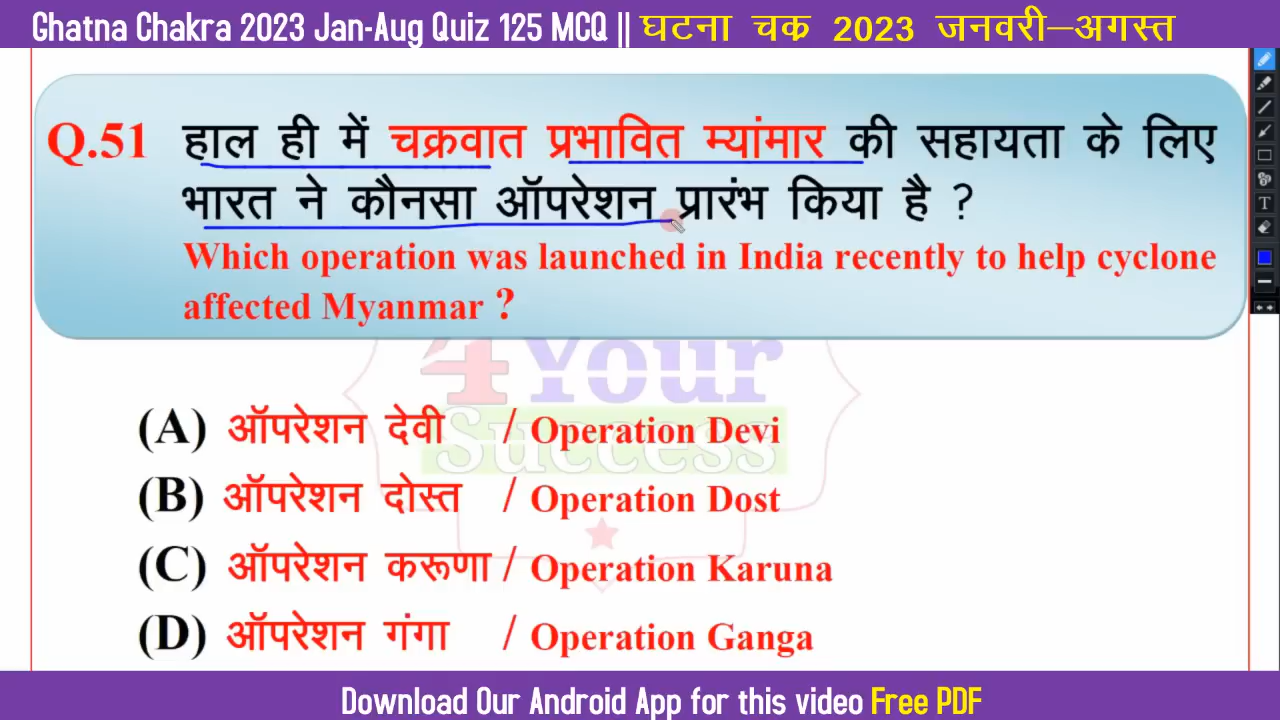 Ghatna Chakra 2023 Jan-Aug Quiz 125 MCQ || घटना चक्र 2023 जनवरी–अगस्त
Q.51 हाल ही में चक्रवात प्रभावित म्यांमार की सहायता के लिए
भारत ने कौनसा ऑपरेशन प्रारंभ किया है ?
Which operation was launched in India recently to help cyclone
affected Myanmar ?
4Your
Success
(A) ऑपरेशन देवी / Operation Devi
(B) ऑपरेशन दोस्त / Operation Dost
(C) ऑपरेशन करूणा / Operation Karuna
(D) ऑपरेशन गंगा / Operation Ganga
Download Our Android App for this video Free PDF